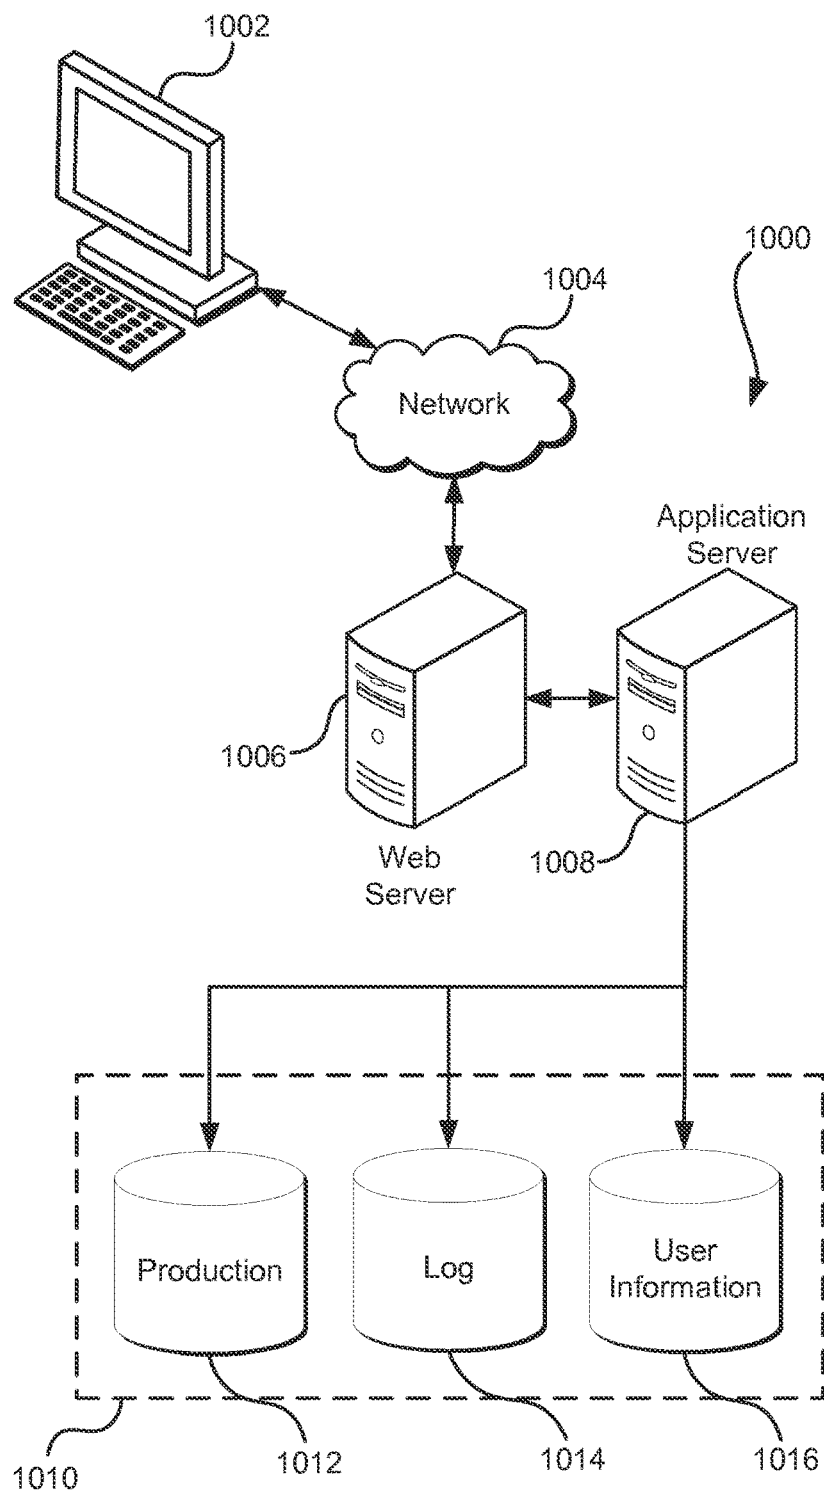 1002
1000
1004
Network
Application
Server
1006
Web
Server
1008
Production
Log
User
Information
1010
1012
1014
1016